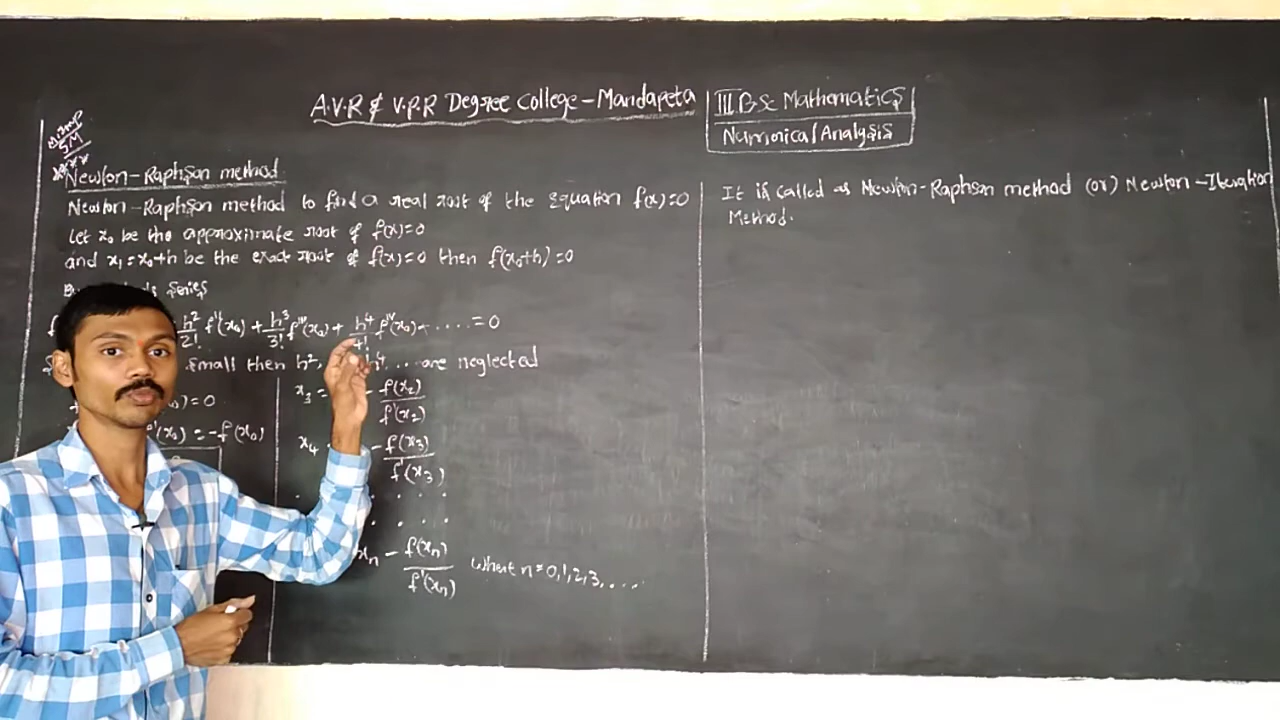 A.V.R & V.P.R Degree College - Mandapeta
III B.Sc Mathematics
Numerical Analysis
5M
***
Newton-Raphson method
Newton-Raphson method to find a real root of the equation f(x)=0
Let x₀ be the approximate root of f(x)=0
and x₁=x₀+h be the exact root of f(x)=0 then f(x₀+h)=0
Series
h²/2! f''(x₀) + h³/3! f'''(x₀) + h⁴/4! f^IV(x₀) + ..... = 0
small then h², h⁴ ... are neglected
)=0
f'(x₀) = -f(x₀)
x₃ = - f(x₂)/f'(x₂)
x₄ - f(x₃)/f'(x₃)
. . . .
. . . .
xₙ - f(xₙ)/f'(xₙ) where n=0,1,2,3,....
It is called as Newton-Raphson method (or) Newton-Iteration
Method.